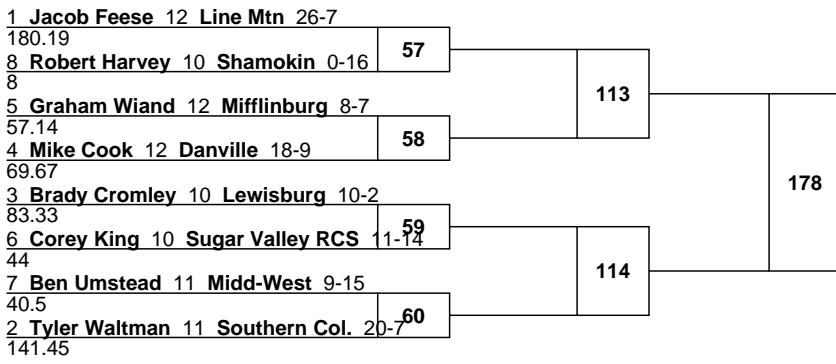 1 Jacob Feese 12 Line Mtn 26-7
180.19
57
8 Robert Harvey 10 Shamokin 0-16
8
113
5 Graham Wiand 12 Mifflinburg 8-7
57.14
58
4 Mike Cook 12 Danville 18-9
69.67
178
3 Brady Cromley 10 Lewisburg 10-2
83.33
59
6 Corey King 10 Sugar Valley RCS 11-14
44
114
7 Ben Umstead 11 Midd-West 9-15
40.5
60
2 Tyler Waltman 11 Southern Col. 20-7
141.45